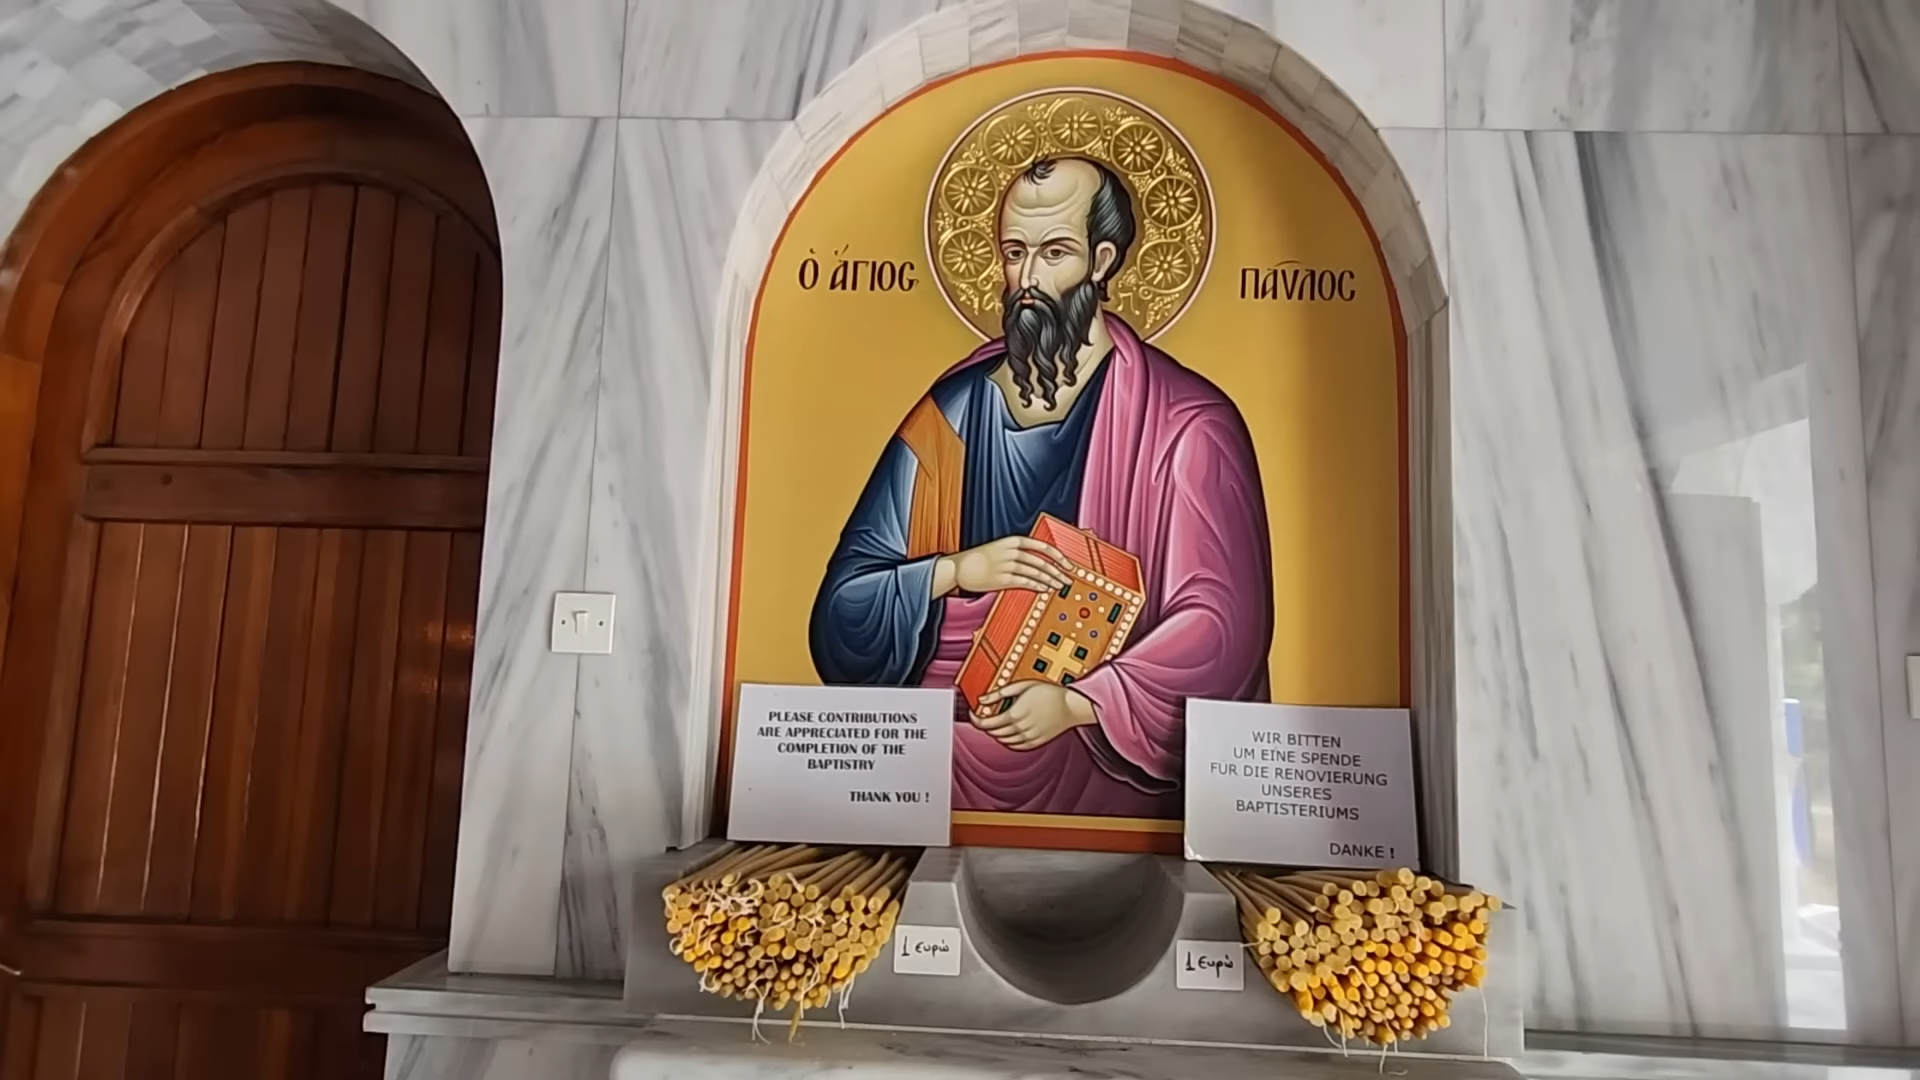 Ὁ ἍΓΙΟС
ΠΑΥΛΟС
PLEASE CONTRIBUTIONS
ARE APPRECIATED FOR THE
COMPLETION OF THE
BAPTISTRY
THANK YOU !
WIR BITTEN
UM EINE SPENDE
FÜR DIE RENOVIERUNG
UNSERES
BAPTISTERIUMS
DANKE !
1 Ευρώ
1 Ευρώ